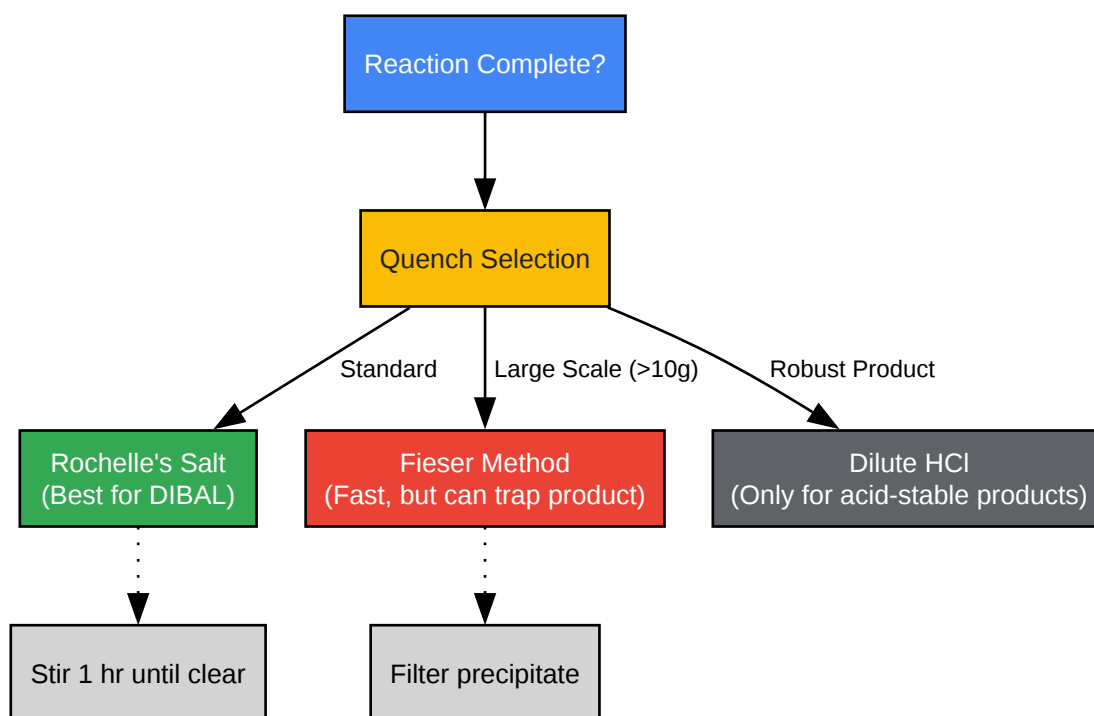 Reaction Complete?
Quench Selection
Standard
Large Scale (>10g)
Robust Product
Rochelle's Salt
(Best for DIBAL)
Fieser Method
(Fast, but can trap product)
Dilute HCl
(Only for acid-stable products)
Stir 1 hr until clear
Filter precipitate